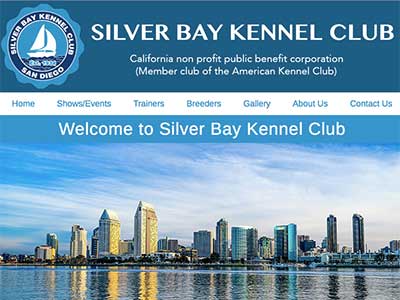 SILVER BAY KENNEL CLUB
SAN DIEGO
SILVER BAY KENNEL CLUB
California non profit public benefit corporation
(Member club of the American Kennel Club)
Home Shows/Events Trainers Breeders Gallery About Us Contact Us
Welcome to Silver Bay Kennel Club